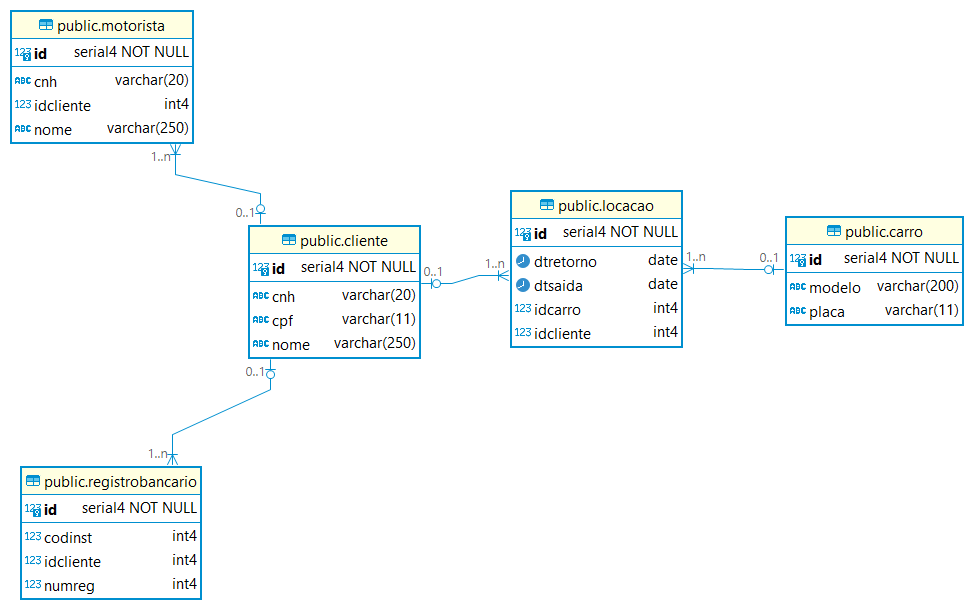 public.motorista
123 id serial4 NOT NULL
ABC cnh varchar(20)
123 idcliente int4
ABC nome varchar(250)
1..n
0..1
public.cliente
123 id serial4 NOT NULL
ABC cnh varchar(20)
ABC cpf varchar(11)
ABC nome varchar(250)
0..1
1..n
public.locacao
123 id serial4 NOT NULL
dtretorno date
dtsaida date
123 idcarro int4
123 idcliente int4
1..n
0..1
public.carro
123 id serial4 NOT NULL
ABC modelo varchar(200)
ABC placa varchar(11)
0..1
1..n
public.registrobancario
123 id serial4 NOT NULL
123 codinst int4
123 idcliente int4
123 numreg int4